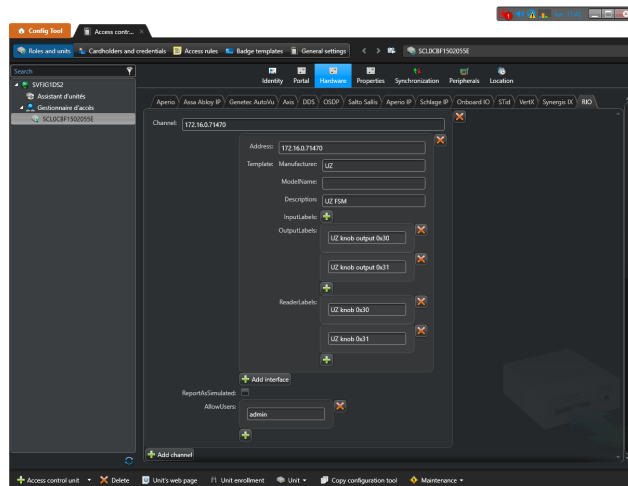 Config Tool
Access contr...
Roles and units
Cardholders and credentials
Access rules
Badge templates
General settings
SCL0CBF1502055E
Search
SVFIG1DS2
Assistant d'unités
Gestionnaire d'accès
SCL0CBF1502055E
Identity
Portal
Hardware
Properties
Synchronization
Peripherals
Location
Aperio
Assa Abloy IP
Genetec AutoVu
Axis
DDS
OSDP
Salto Sallis
Aperio IP
Schlage IP
Onboard IO
STid
VertX
Synergis IX
RIO
Channel: 172.16.0.71470
Address: 172.16.0.71470
Template: Manufacturer: UZ
ModelName:
Description: UZ FSM
InputLabels:
OutputLabels:
UZ knob output 0x30
UZ knob output 0x31
ReaderLabels:
UZ knob 0x30
UZ knob 0x31
Add interface
ReportAsSimulated:
AllowUsers:
admin
Add channel
Access control unit
Delete
Unit's web page
Unit enrollment
Unit
Copy configuration tool
Maintenance